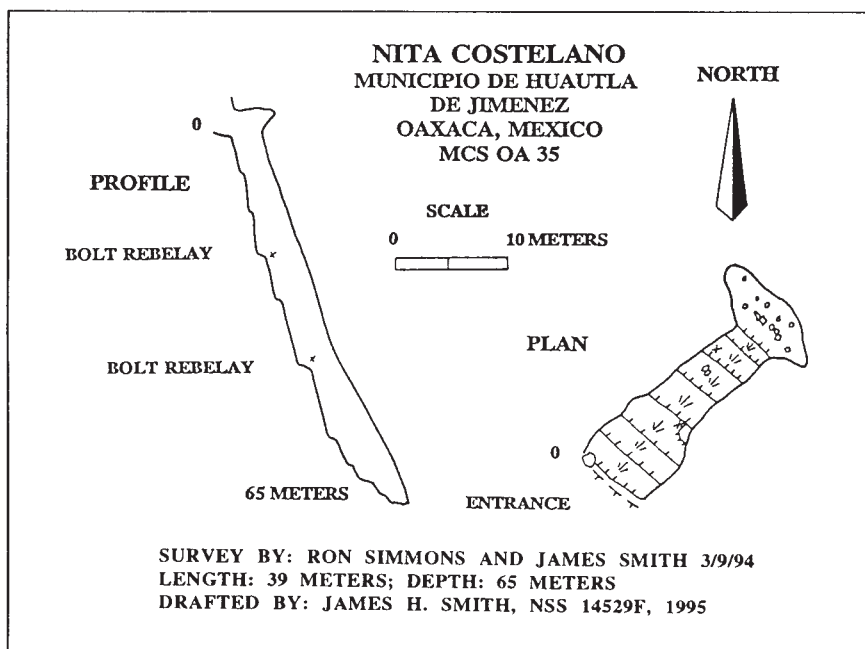 NITA COSTELANO
MUNICIPIO DE HUAUTLA
DE JIMENEZ
OAXACA, MEXICO
MCS OA 35
NORTH
0
PROFILE
SCALE
0 10 METERS
BOLT REBELAY
BOLT REBELAY
PLAN
0
65 METERS
ENTRANCE
SURVEY BY: RON SIMMONS AND JAMES SMITH 3/9/94
LENGTH: 39 METERS; DEPTH: 65 METERS
DRAFTED BY: JAMES H. SMITH, NSS 14529F, 1995